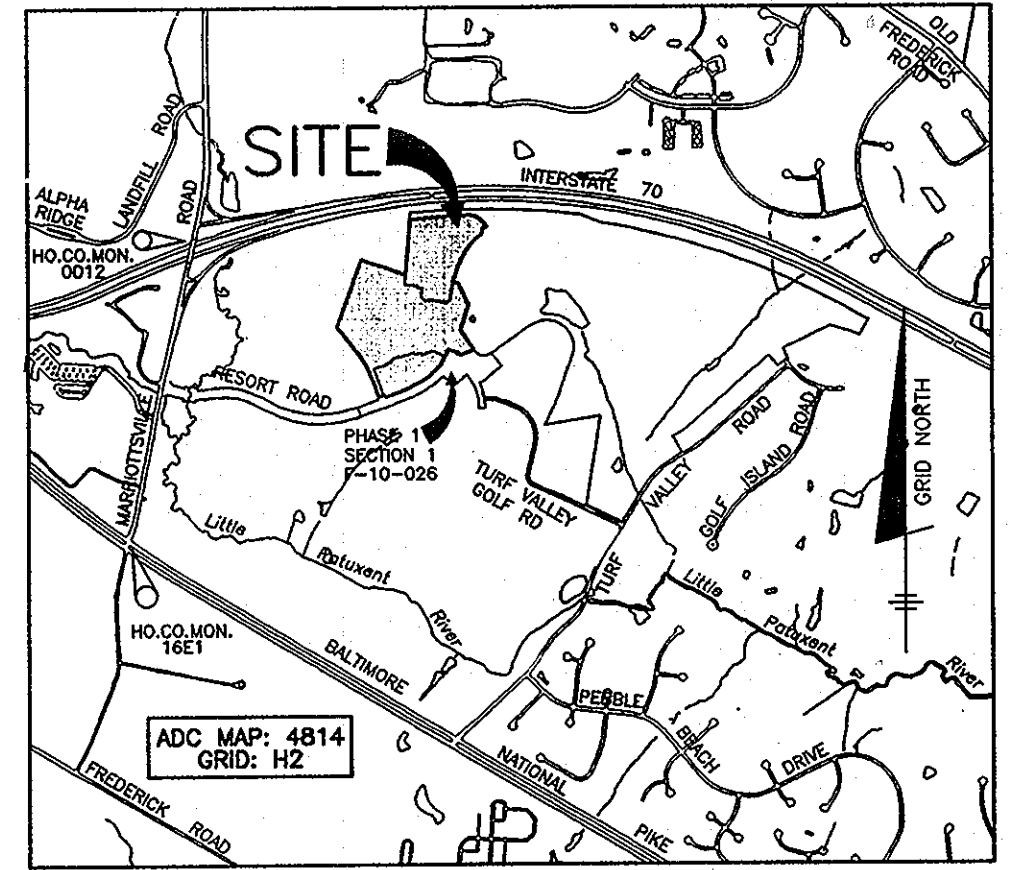 OLD
FREDERICK
ROAD
SITE
INTERSTATE 70
LANDFILL ROAD
ROAD
ALPHA
RIDGE
HO.CO.MON.
0012
RESORT ROAD
MARRIOTTSVILLE
PHASE 1
SECTION 1
F-10-026
TURF VALLEY
GOLF RD
TURF VALLEY ROAD
GOLF ISLAND ROAD
GRID NORTH
Little Patuxent River
Little Patuxent River
HO.CO.MON.
16E1
BALTIMORE NATIONAL PIKE
PEBBLE BEACH DRIVE
ADC MAP: 4814
GRID: H2
FREDERICK ROAD